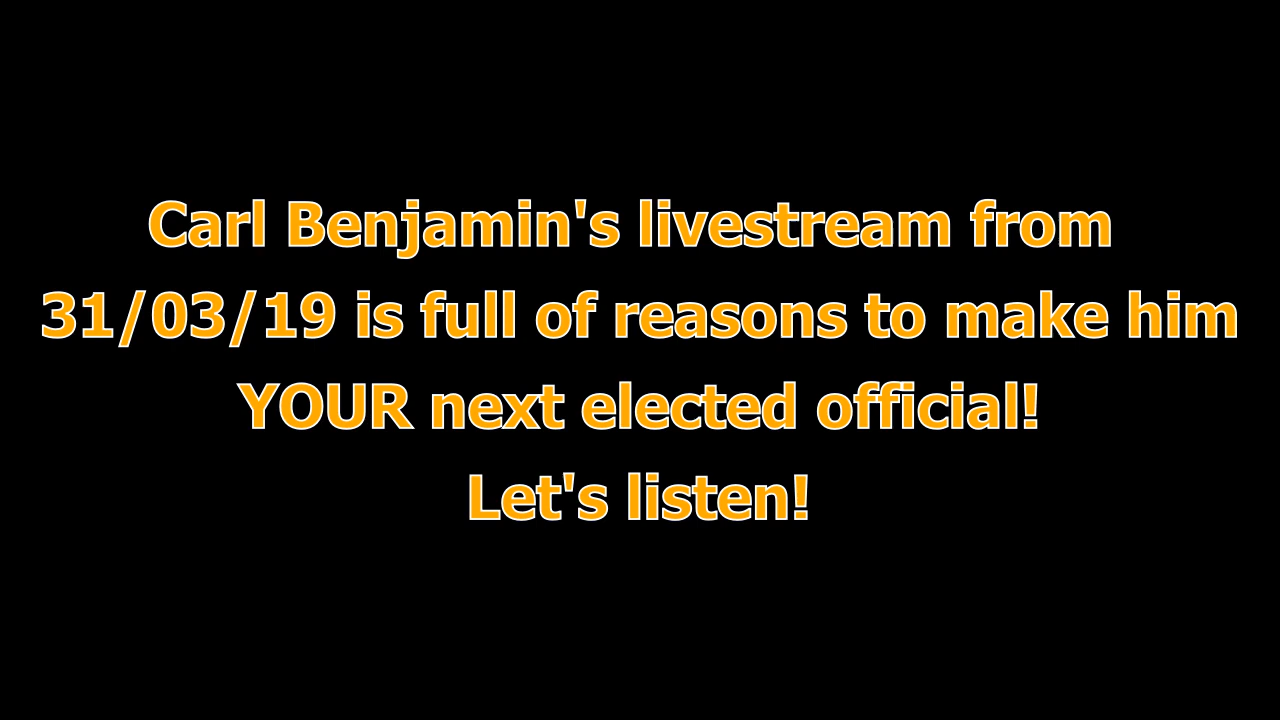 Carl Benjamin's livestream from
31/03/19 is full of reasons to make him
YOUR next elected official!
Let's listen!